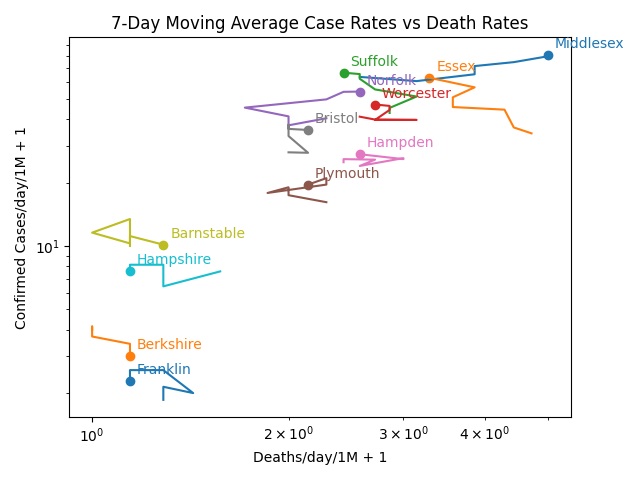 7-Day Moving Average Case Rates vs Death Rates
Middlesex
Suffolk
Essex
Norfolk
Worcester
Bristol
Hampden
Plymouth
Barnstable
Hampshire
Berkshire
Franklin
Confirmed Cases/day/1M + 1
10¹
10⁰
2 × 10⁰
3 × 10⁰
4 × 10⁰
Deaths/day/1M + 1